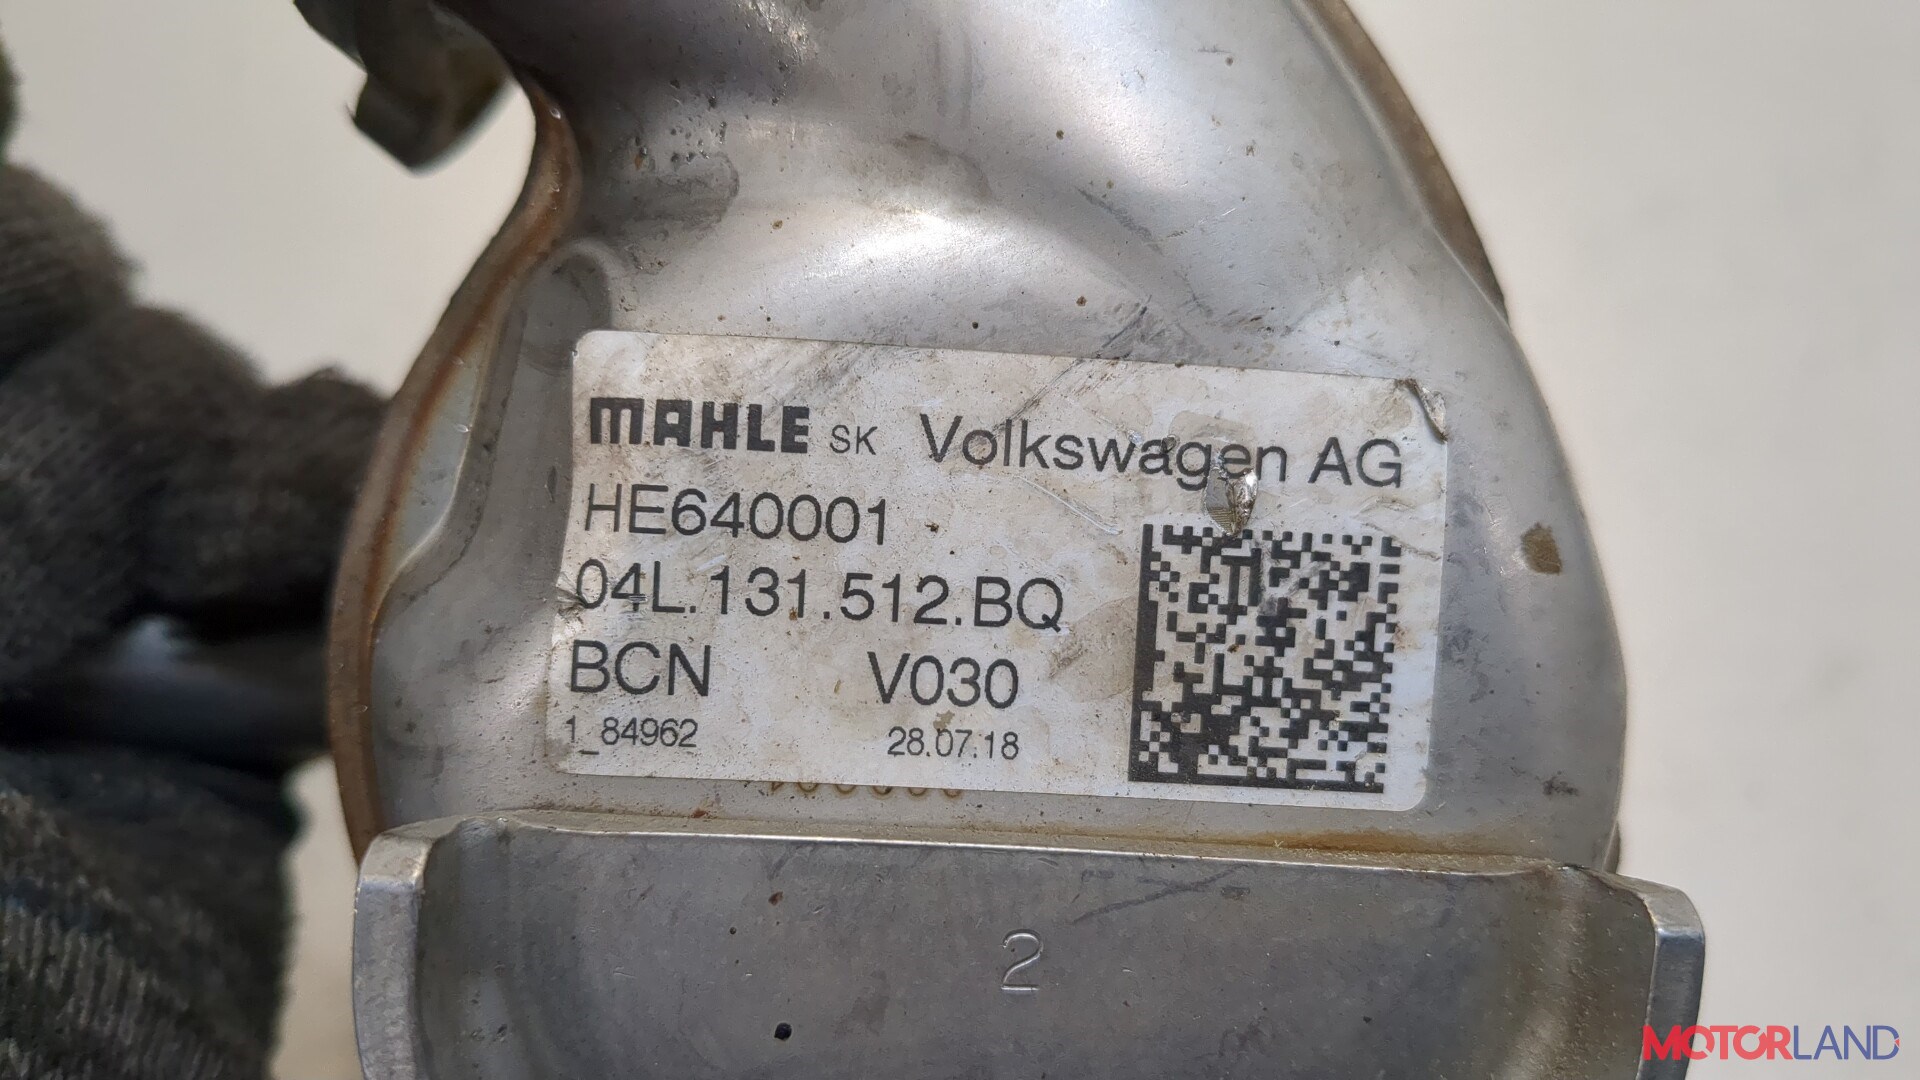 MAHLE SK Volkswagen AG
HE640001
04L.131.512.BQ
BCN V030
1_84962 28.07.18
2
MOTORLAND